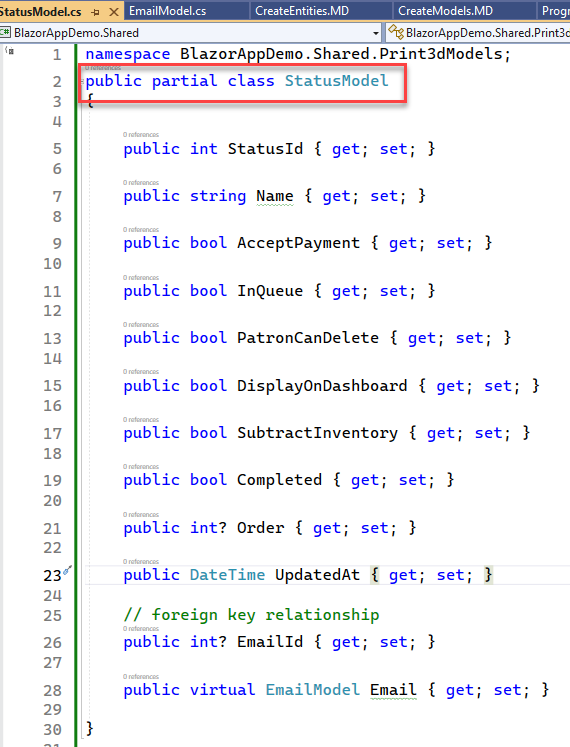 StatusModel.cs
EmailModel.cs
CreateEntities.MD
CreateModels.MD
Progr
BlazorAppDemo.Shared
BlazorAppDemo.Shared.Print3d
1 namespace BlazorAppDemo.Shared.Print3dModels;
0 references
2 public partial class StatusModel
3 {
4
0 references
5 public int StatusId { get; set; }
6
0 references
7 public string Name { get; set; }
8
0 references
9 public bool AcceptPayment { get; set; }
10
0 references
11 public bool InQueue { get; set; }
12
0 references
13 public bool PatronCanDelete { get; set; }
14
0 references
15 public bool DisplayOnDashboard { get; set; }
16
0 references
17 public bool SubtractInventory { get; set; }
18
0 references
19 public bool Completed { get; set; }
20
0 references
21 public int? Order { get; set; }
22
0 references
23 public DateTime UpdatedAt { get; set; }
24
25 // foreign key relationship
0 references
26 public int? EmailId { get; set; }
27
0 references
28 public virtual EmailModel Email { get; set; }
29
30 }